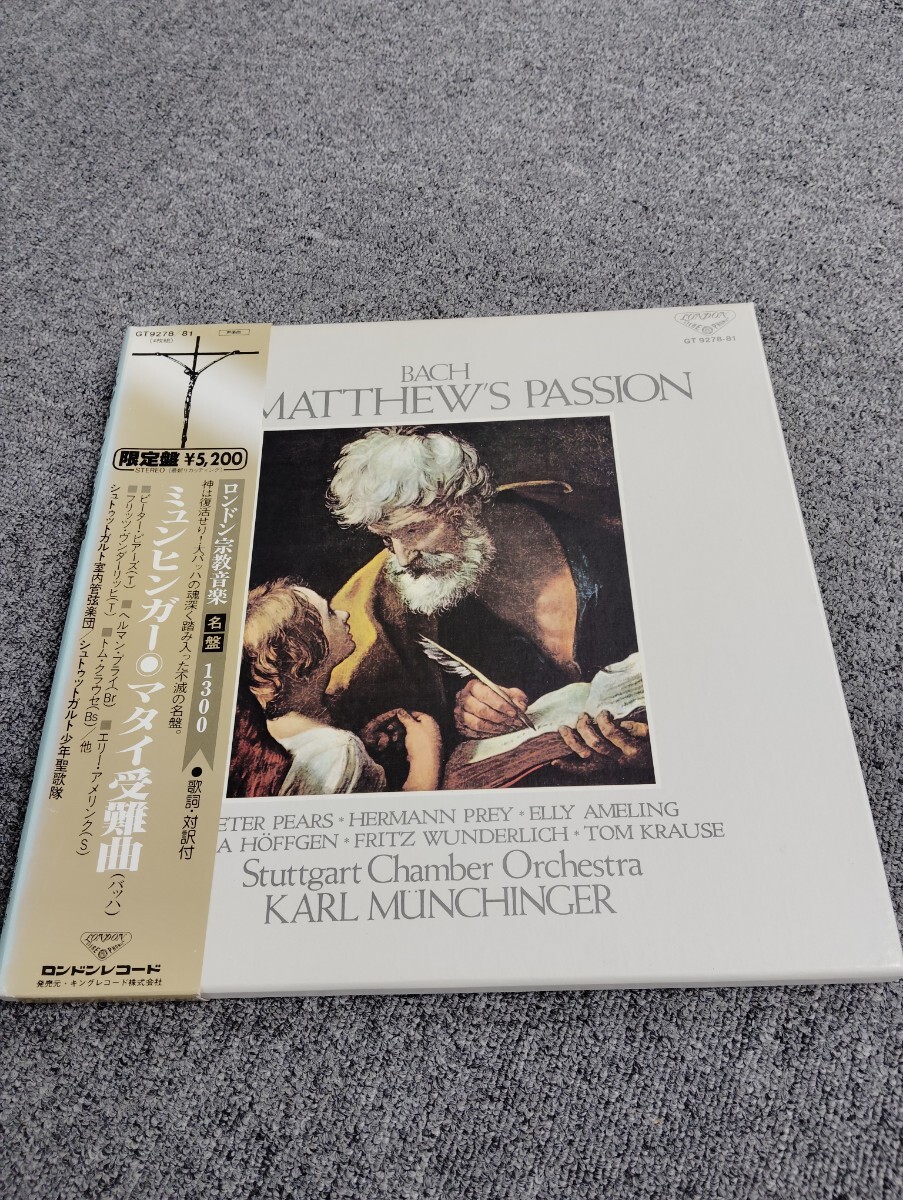 GT9278/81
(4枚組)
限定盤 ¥5,200
STEREO
ロンドン宗教音楽 名盤 1300
●歌詞・対訳付
神は復活せり!大バッハの魂深く踏み入った不滅の名盤。
ミュンヒンガー◉マタイ受難曲(バッハ)
■ピーター・ピアーズ(T) ■ヘルマン・プライ(Br) ■エリー・アメリンク(S)
■フリッツ・ヴンダーリッヒ(T) ■トム・クラウセ(Bs)/他
シュトゥットガルト室内管弦楽団/シュトゥットガルト少年聖歌隊
LONDON
ロンドンレコード
発売元・キングレコード株式会社
LONDON
GT 9278-81
BACH
MATTHEW'S PASSION
ETER PEARS * HERMANN PREY * ELLY AMELING
A HÖFFGEN * FRITZ WUNDERLICH * TOM KRAUSE
Stuttgart Chamber Orchestra
KARL MÜNCHINGER